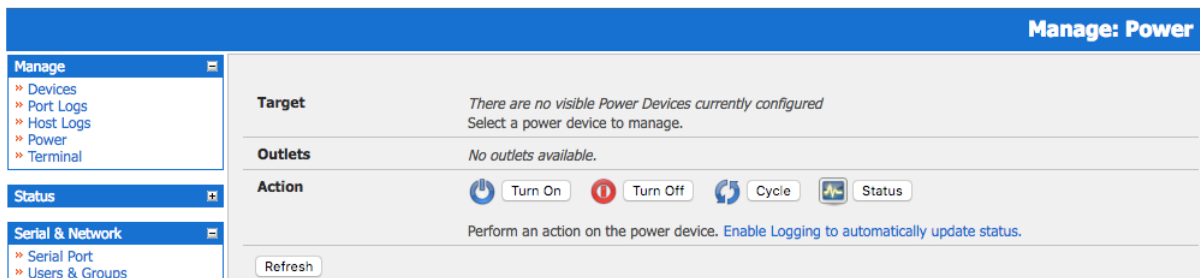 Manage: Power
Manage
» Devices
» Port Logs
» Host Logs
» Power
» Terminal
Status
Serial & Network
» Serial Port
» Users & Groups
Target
There are no visible Power Devices currently configured
Select a power device to manage.
Outlets
No outlets available.
Action
Turn On Turn Off Cycle Status
Perform an action on the power device. Enable Logging to automatically update status.
Refresh